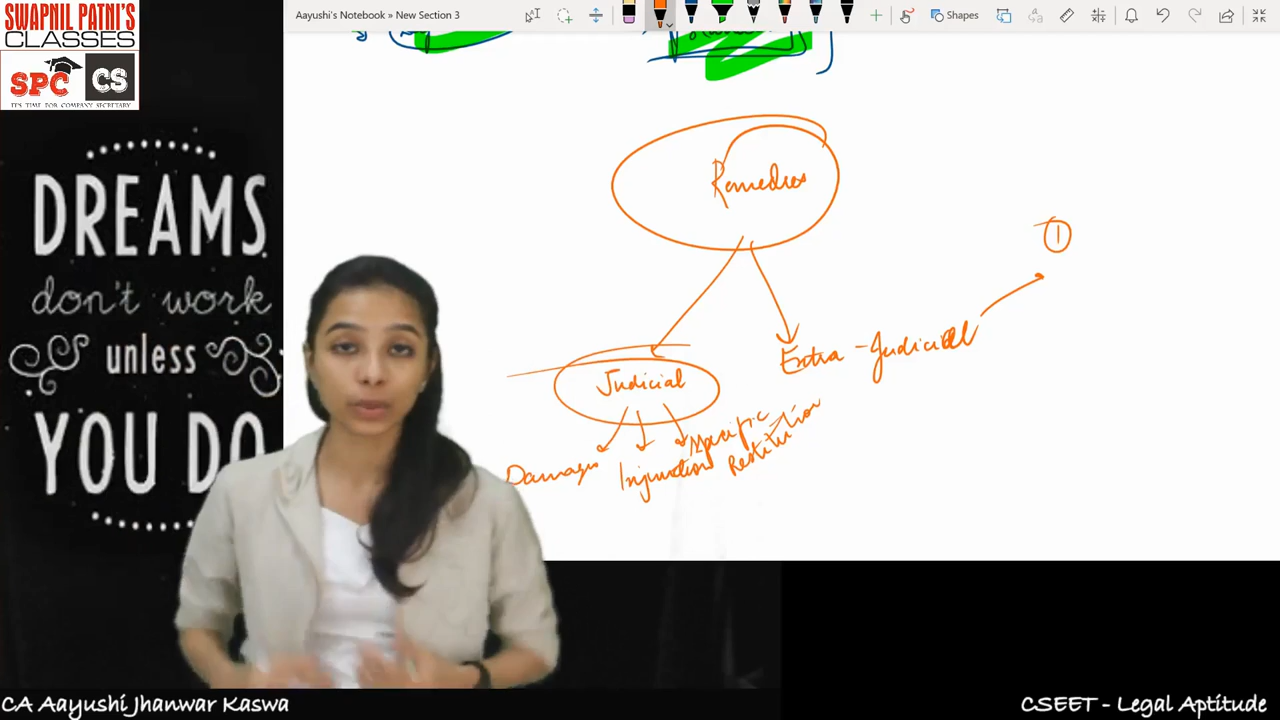 SWAPNIL PATNI'S
CLASSES
SPC CS
IT'S TIME FOR COMPANY SECRETARY
Aayushi's Notebook » New Section 3
Shapes
DREAMS
don't work
unless
YOU DO
Remedies
1
Judicial
Extra-Judicial
Damages
Injunction
Specific
Restitution
CA Aayushi Jhanwar Kaswa
CSEET - Legal Aptitude